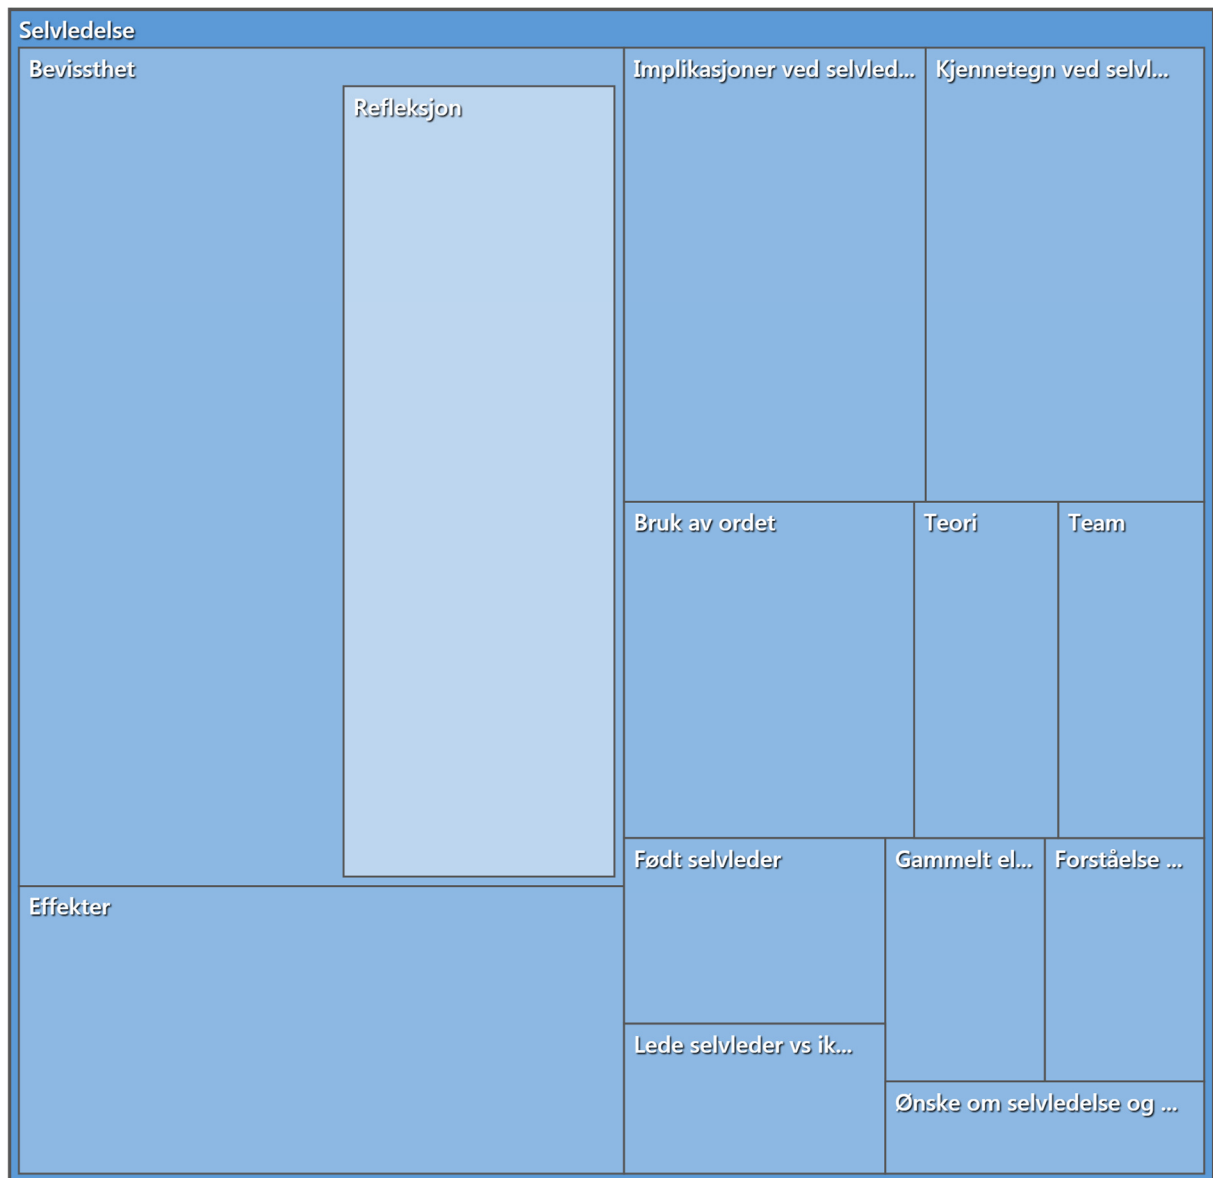 Selvledelse
Bevissthet
Refleksjon
Effekter
Implikasjoner ved selvled...
Kjennetegn ved selvl...
Bruk av ordet
Teori
Team
Født selvleder
Gammelt el...
Forståelse ...
Lede selvleder vs ik...
Ønske om selvledelse og ...